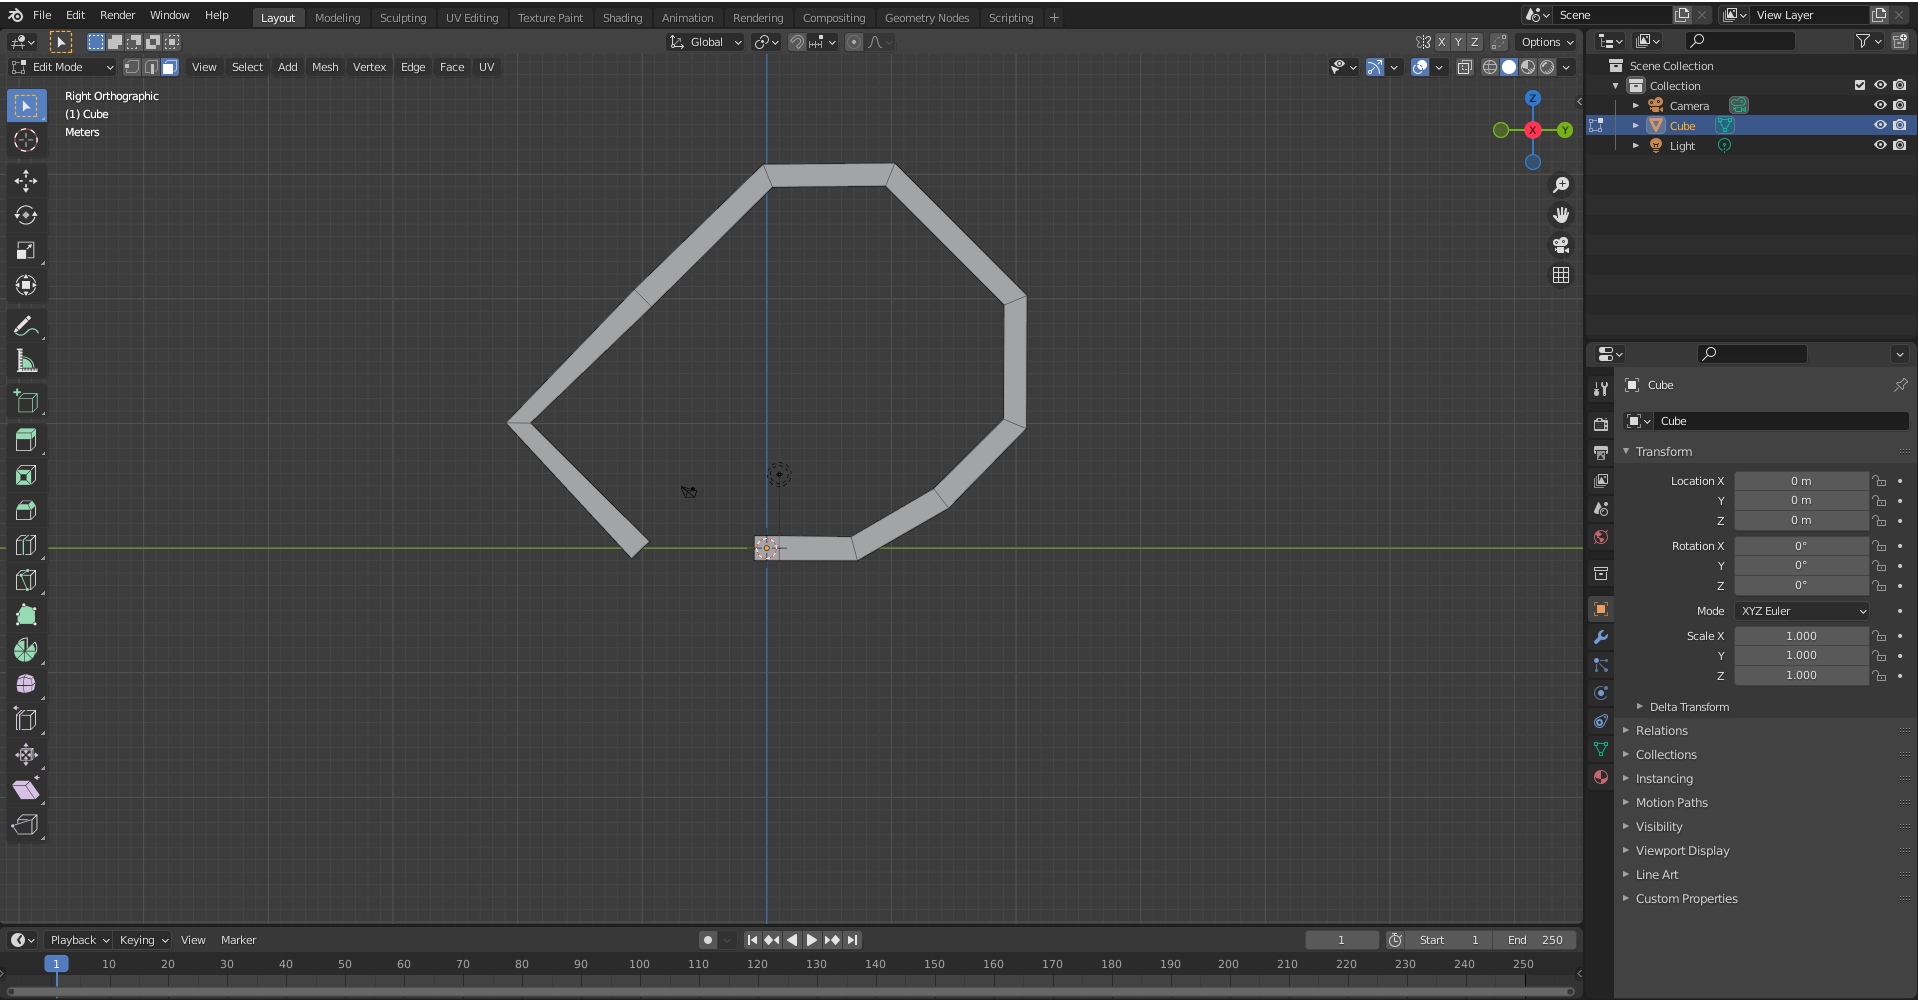 File Edit Render Window Help Layout Modeling Sculpting UV Editing Texture Paint Shading Animation Rendering Compositing Geometry Nodes Scripting + Scene View Layer
Global X Y Z Options
Edit Mode View Select Add Mesh Vertex Edge Face UV
Right Orthographic
(1) Cube
Meters
Z
X Y
Scene Collection
Collection
Camera
Cube
Light
Cube
Cube
Transform
Location X 0 m
Y 0 m
Z 0 m
Rotation X 0°
Y 0°
Z 0°
Mode XYZ Euler
Scale X 1.000
Y 1.000
Z 1.000
Delta Transform
Relations
Collections
Instancing
Motion Paths
Visibility
Viewport Display
Line Art
Custom Properties
Playback Keying View Marker 1 Start 1 End 250
1 10 20 30 40 50 60 70 80 90 100 110 120 130 140 150 160 170 180 190 200 210 220 230 240 250